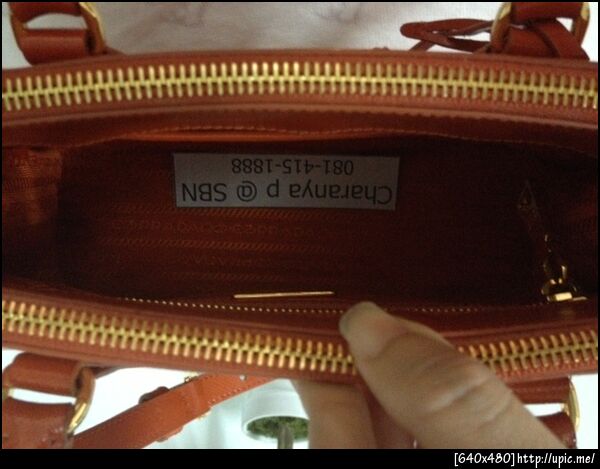 Charanya p @ SBN
081-415-1888
[640x480]http://upic.me/